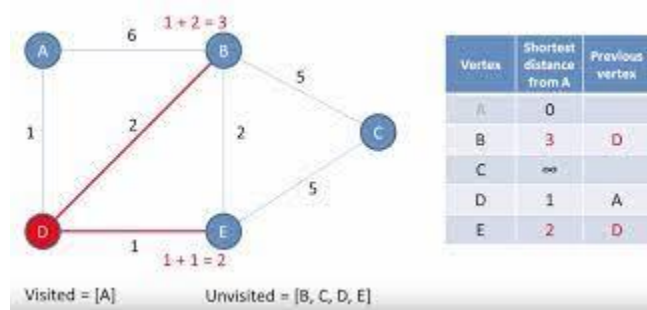 1 + 2 = 3
6
A
B
5
1
2
2
C
5
D
E
1
1 + 1 = 2
Visited = [A]
Unvisited = [B, C, D, E]
Vertex Shortest distance from A Previous vertex
A 0
B 3 D
C ∞
D 1 A
E 2 D